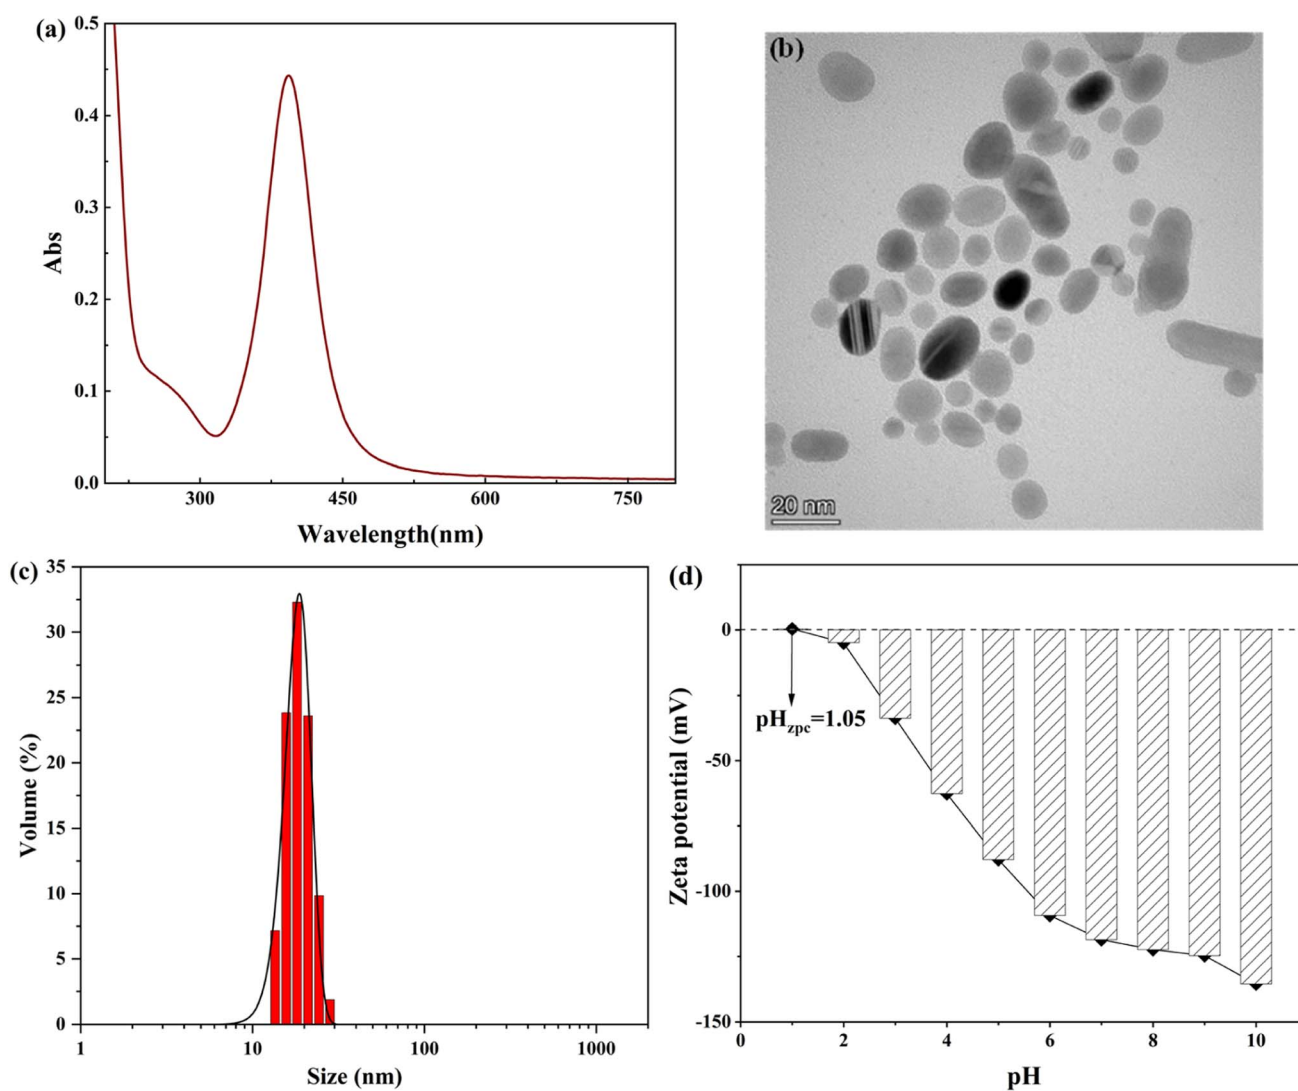 (a)
0.5
0.4
0.3
0.2
0.1
0.0
Abs
300 450 600 750
Wavelength(nm)
(b)
20 nm
(c)
35
30
25
20
15
10
5
0
Volume (%)
1 10 100 1000
Size (nm)
(d)
0
-50
-100
-150
Zeta potential (mV)
pHzpc=1.05
0 2 4 6 8 10
pH